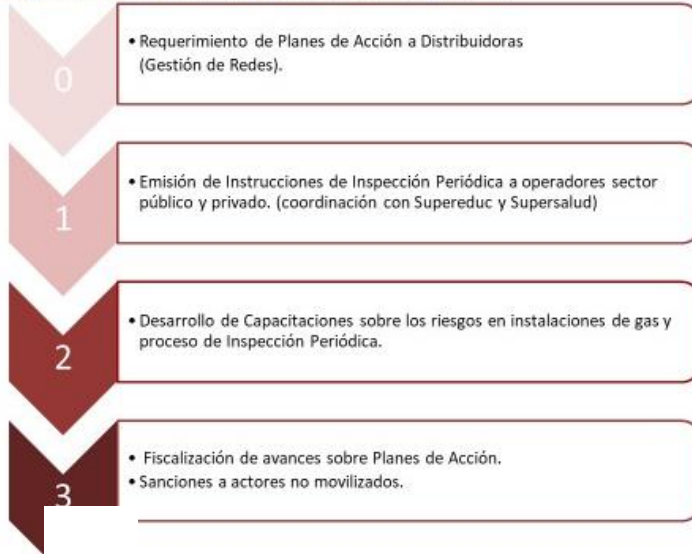 0
• Requerimiento de Planes de Acción a Distribuidoras
(Gestión de Redes).
1
• Emisión de Instrucciones de Inspección Periódica a operadores sector
público y privado. (coordinación con Supereduc y Supersalud)
2
• Desarrollo de Capacitaciones sobre los riesgos en instalaciones de gas y
proceso de Inspección Periódica.
3
• Fiscalización de avances sobre Planes de Acción.
• Sanciones a actores no movilizados.